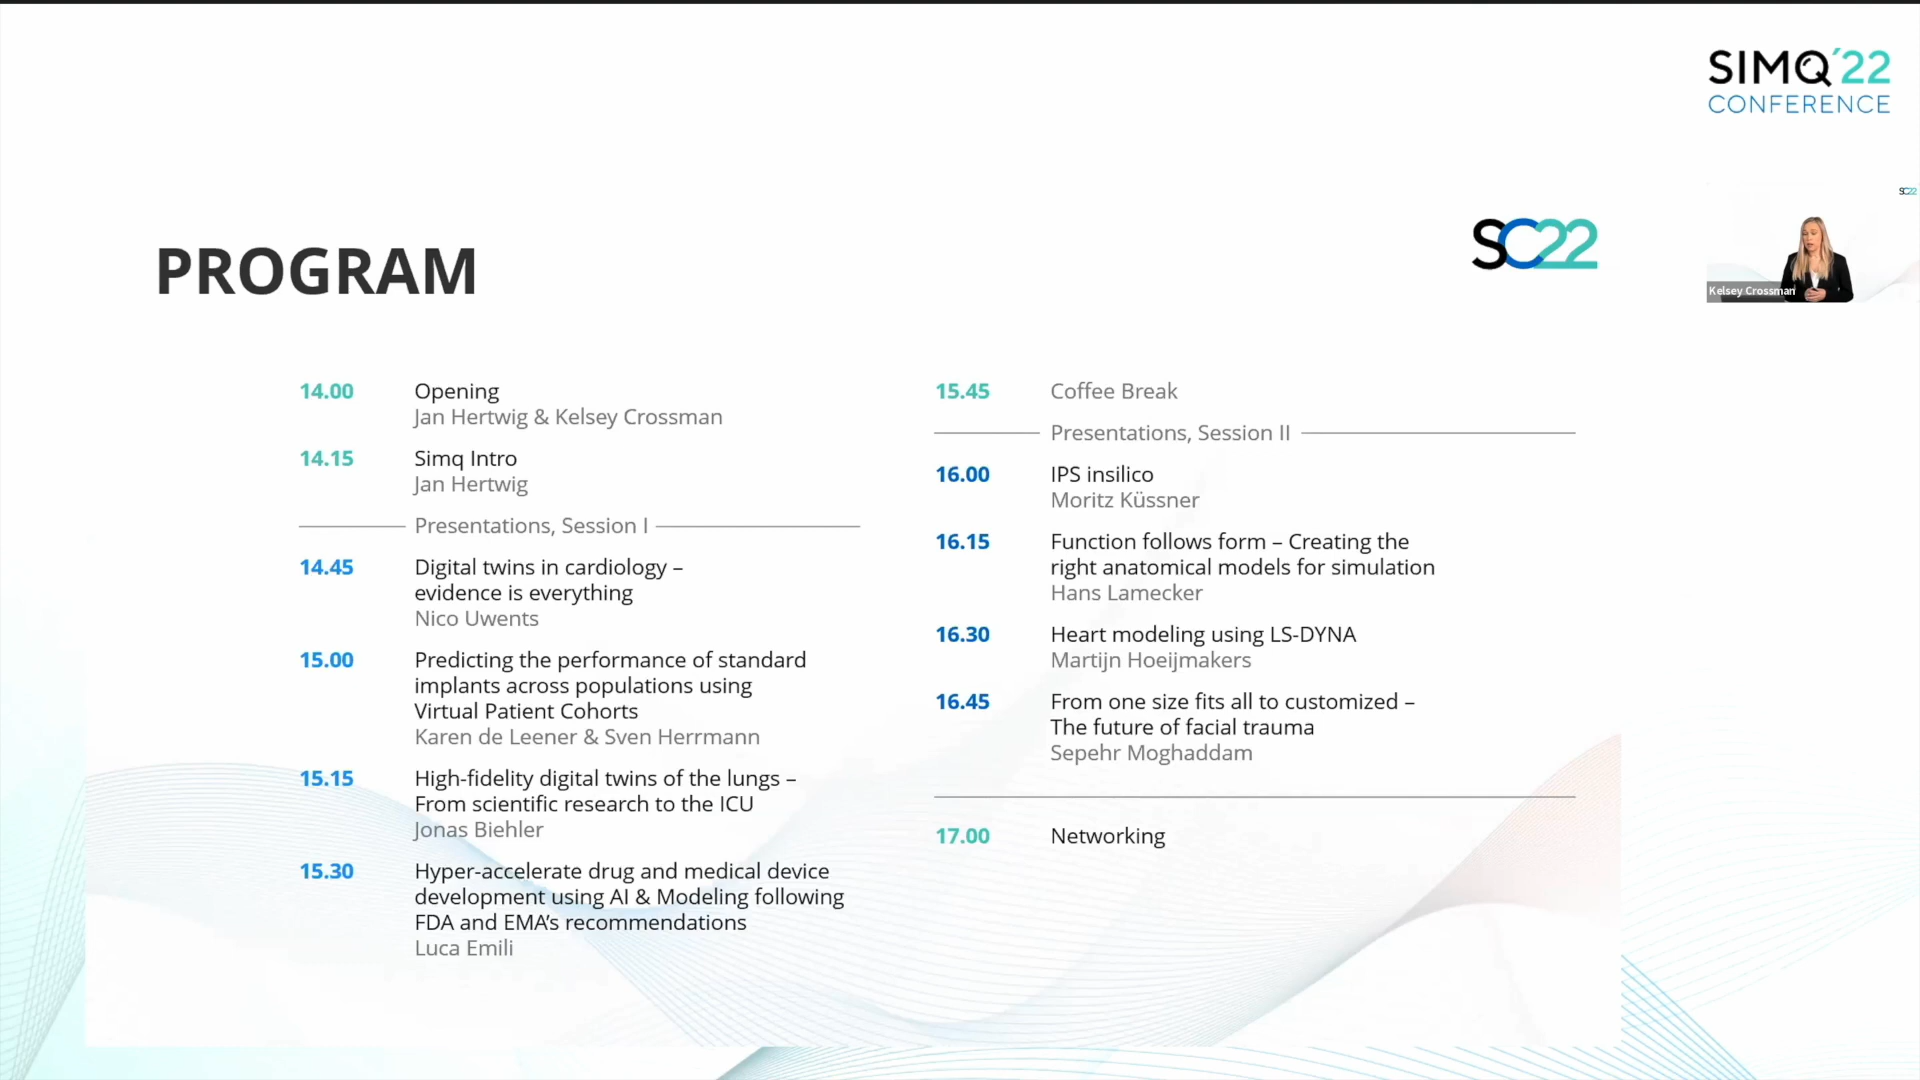 SIMQ´22
CONFERENCE
SC22
PROGRAM
SC22
Kelsey Crossman
14.00 Opening
Jan Hertwig & Kelsey Crossman
14.15 Simq Intro
Jan Hertwig
Presentations, Session I
14.45 Digital twins in cardiology –
evidence is everything
Nico Uwents
15.00 Predicting the performance of standard
implants across populations using
Virtual Patient Cohorts
Karen de Leener & Sven Herrmann
15.15 High-fidelity digital twins of the lungs –
From scientific research to the ICU
Jonas Biehler
15.30 Hyper-accelerate drug and medical device
development using AI & Modeling following
FDA and EMA’s recommendations
Luca Emili
15.45 Coffee Break
Presentations, Session II
16.00 IPS insilico
Moritz Küssner
16.15 Function follows form – Creating the
right anatomical models for simulation
Hans Lamecker
16.30 Heart modeling using LS-DYNA
Martijn Hoeijmakers
16.45 From one size fits all to customized –
The future of facial trauma
Sepehr Moghaddam
17.00 Networking